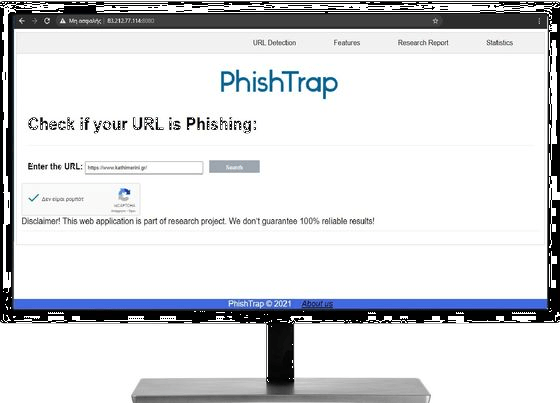 Μη ασφαλής | 83.212.77.114:8080
URL Detection Features Research Report Statistics
PhishTrap
Check if your URL is Phishing:
Enter the URL: https://www.kathimerini.gr/ Search
Δεν είμαι ρομπότ
reCAPTCHA
Disclaimer! This web application is part of research project. We don't guarantee 100% reliable results!
PhishTrap © 2021 About us